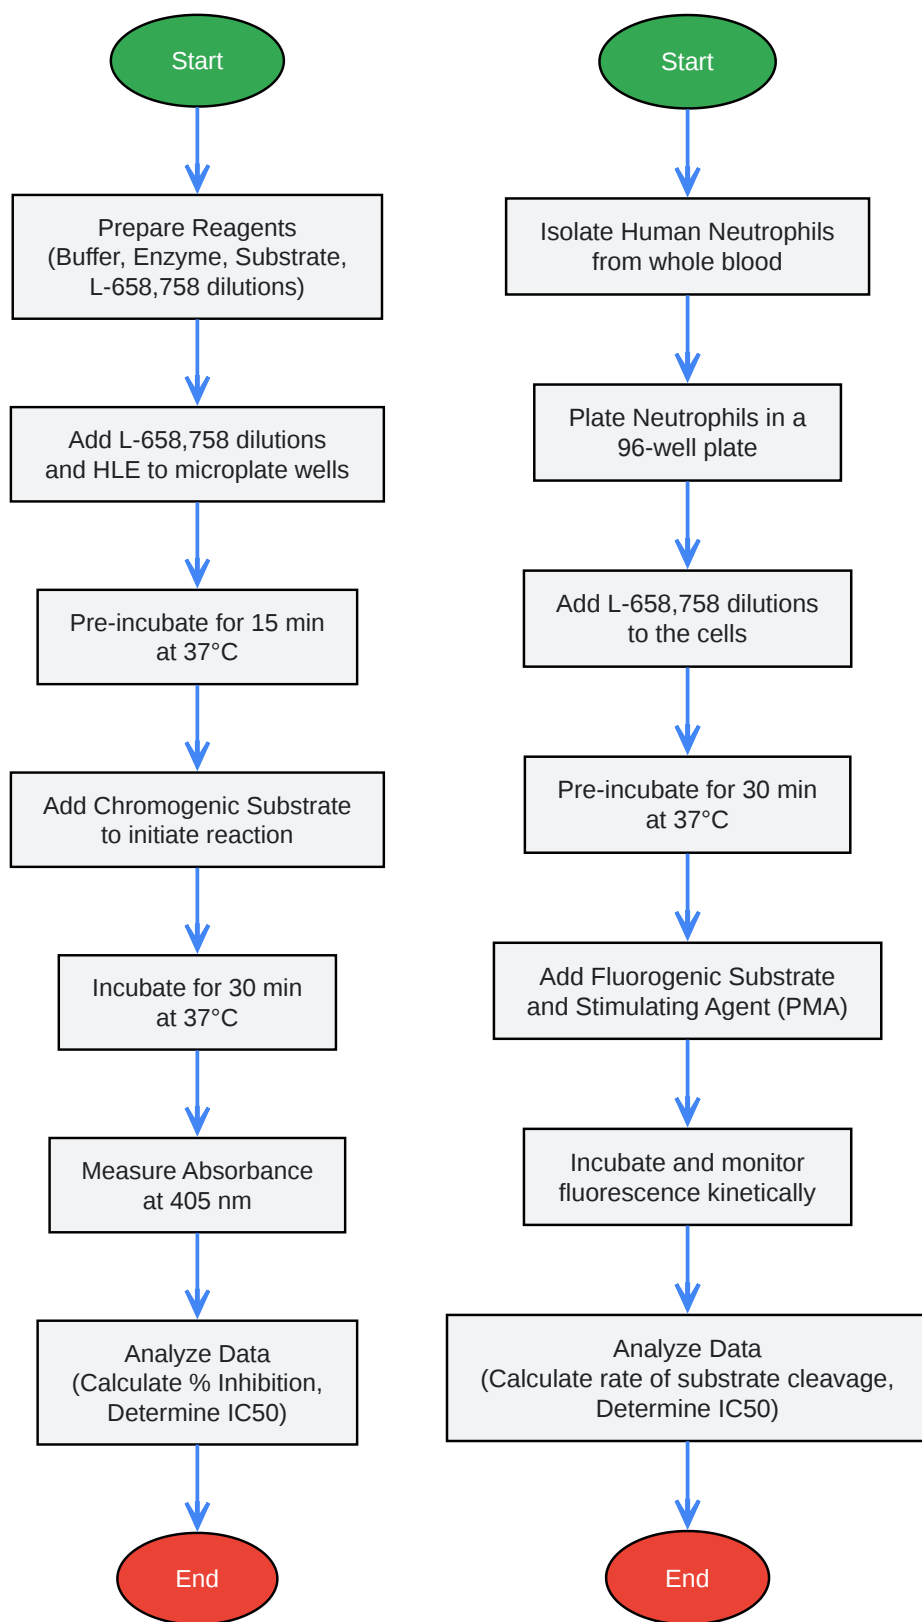 Start
Prepare Reagents
(Buffer, Enzyme, Substrate,
L-658,758 dilutions)
Add L-658,758 dilutions
and HLE to microplate wells
Pre-incubate for 15 min
at 37°C
Add Chromogenic Substrate
to initiate reaction
Incubate for 30 min
at 37°C
Measure Absorbance
at 405 nm
Analyze Data
(Calculate % Inhibition,
Determine IC50)
End
Start
Isolate Human Neutrophils
from whole blood
Plate Neutrophils in a
96-well plate
Add L-658,758 dilutions
to the cells
Pre-incubate for 30 min
at 37°C
Add Fluorogenic Substrate
and Stimulating Agent (PMA)
Incubate and monitor
fluorescence kinetically
Analyze Data
(Calculate rate of substrate cleavage,
Determine IC50)
End